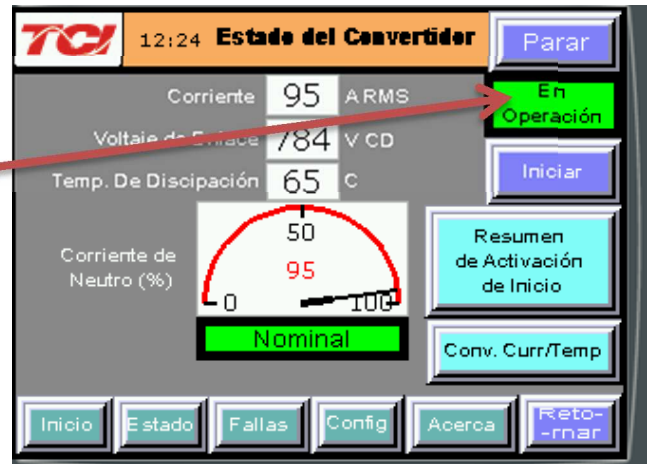 TCI 12:24 Estado del Convertidor
Parar
Corriente 95 A RMS
En
Operación
Voltaje de Enlace 784 V CD
Temp. De Discipación 65 C
Iniciar
50
Corriente de
Neutro (%)
95
0 100
Nominal
Resumen
de Activación
de Inicio
Conv. Curr/Temp
Inicio Estado Fallas Config Acerca Reto-
-rnar